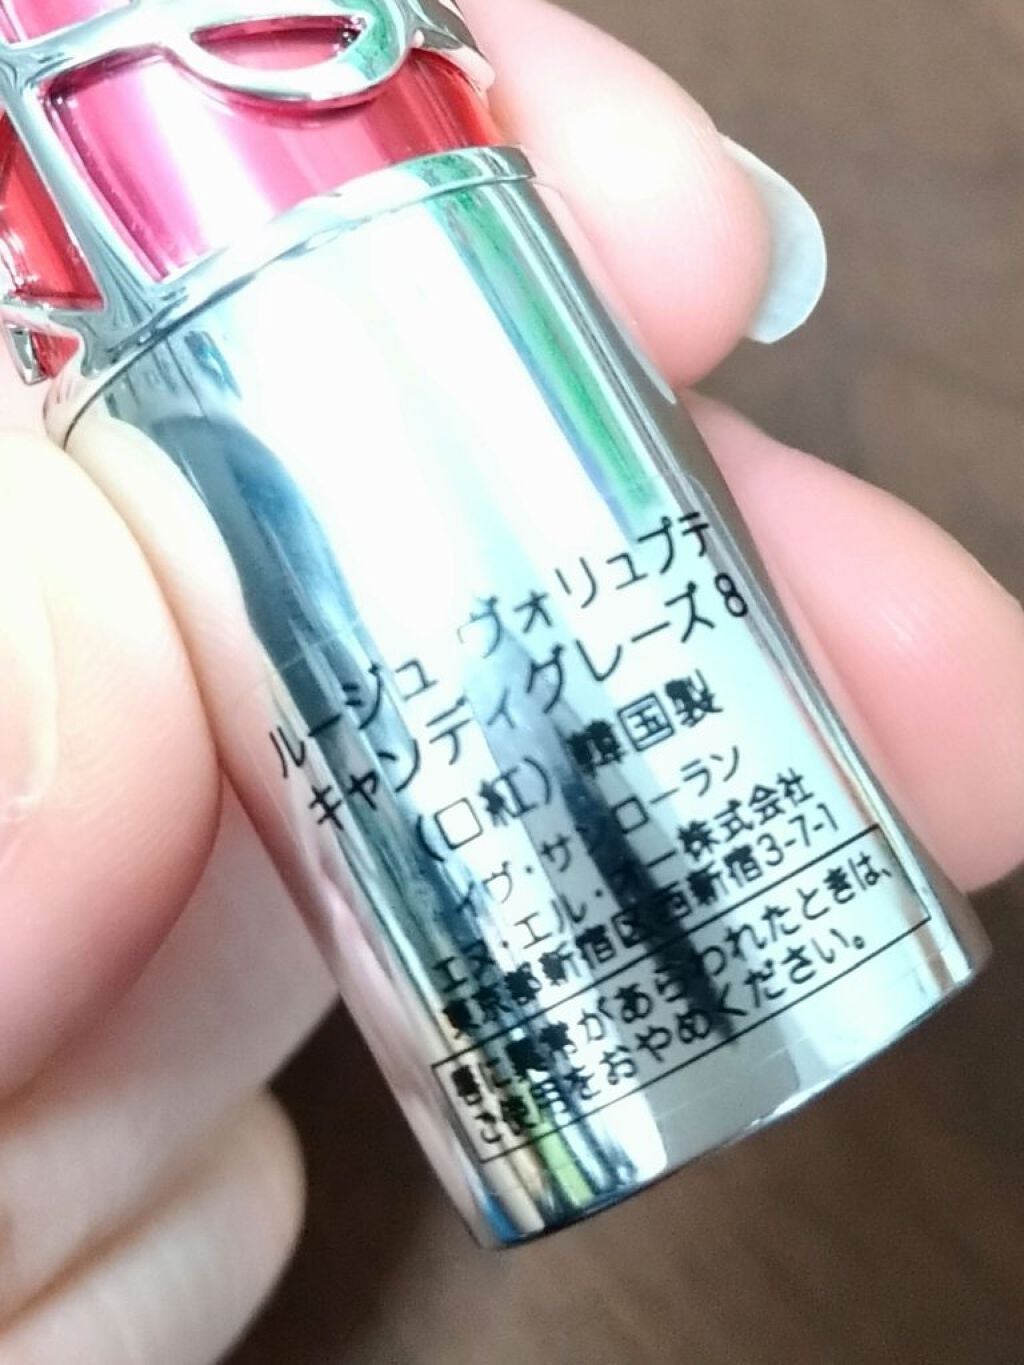 ルージュ ヴォリュプテ
キャンディグレーズ 8
(口紅) 韓国製
イヴ・サンローラン
エヌ・エル・オー株式会社
東京都新宿区西新宿3-7-1
唇に異常があらわれたときは、
ご使用をおやめください。